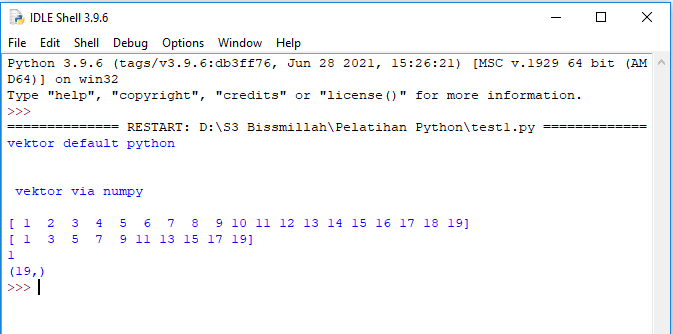 IDLE Shell 3.9.6
File Edit Shell Debug Options Window Help
Python 3.9.6 (tags/v3.9.6:db3ff76, Jun 28 2021, 15:26:21) [MSC v.1929 64 bit (AM
D64)] on win32
Type "help", "copyright", "credits" or "license()" for more information.
>>>
============== RESTART: D:\S3 Bissmillah\Pelatihan Python\test1.py =============
vektor default python
vektor via numpy
[ 1  2  3  4  5  6  7  8  9 10 11 12 13 14 15 16 17 18 19]
[ 1  3  5  7  9 11 13 15 17 19]
1
(19,)
>>>